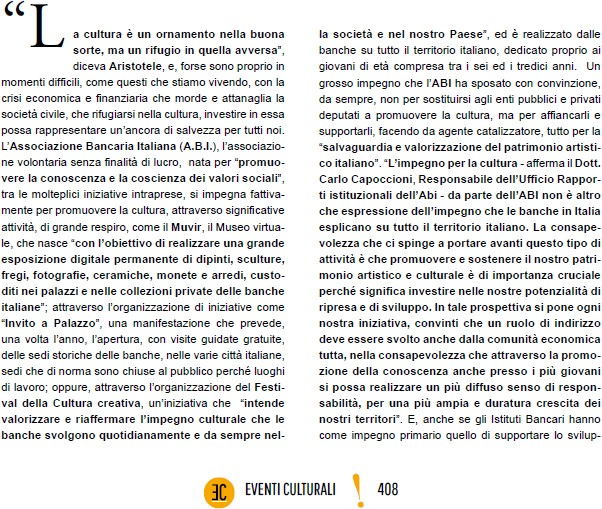 “La cultura è un ornamento nella buona
sorte, ma un rifugio in quella avversa”,
diceva Aristotele, e, forse sono proprio in
momenti difficili, come questi che stiamo vivendo, con la
crisi economica e finanziaria che morde e attanaglia la
società civile, che rifugiarsi nella cultura, investire in essa
possa rappresentare un’ancora di salvezza per tutti noi.
L’Associazione Bancaria Italiana (A.B.I.), l’associazio-
ne volontaria senza finalità di lucro,  nata per “promuo-
vere la conoscenza e la coscienza dei valori sociali”,
tra le molteplici iniziative intraprese, si impegna fattiva-
mente per promuovere la cultura, attraverso significative
attività, di grande respiro, come il Muvir, il Museo virtua-
le, che nasce “con l’obiettivo di realizzare una grande
esposizione digitale permanente di dipinti, sculture,
fregi, fotografie, ceramiche, monete e arredi, custo-
diti nei palazzi e nelle collezioni private delle banche
italiane”; attraverso l’organizzazione di iniziative come
“Invito a Palazzo”, una manifestazione che prevede,
una volta l’anno, l’apertura, con visite guidate gratuite,
delle sedi storiche delle banche, nelle varie città italiane,
sedi che di norma sono chiuse al pubblico perché luoghi
di lavoro; oppure, attraverso l’organizzazione del Festi-
val della Cultura creativa, un’iniziativa che  “intende
valorizzare e riaffermare l’impegno culturale che le
banche svolgono quotidianamente e da sempre nel-
la società e nel nostro Paese”, ed è realizzato dalle
banche su tutto il territorio italiano, dedicato proprio ai
giovani di età compresa tra i sei ed i tredici anni.  Un
grosso impegno che l’ABI ha sposato con convinzione,
da sempre, non per sostituirsi agli enti pubblici e privati
deputati a promuovere la cultura, ma per affiancarli e
supportarli, facendo da agente catalizzatore, tutto per la
“salvaguardia e valorizzazione del patrimonio artisti-
co italiano”. “L’impegno per la cultura - afferma il Dott.
Carlo Capoccioni, Responsabile dell’Ufficio Rappor-
ti istituzionali dell’Abi - da parte dell’ABI non è altro
che espressione dell’impegno che le banche in Italia
esplicano su tutto il territorio italiano. La consape-
volezza che ci spinge a portare avanti questo tipo di
attività è che promuovere e sostenere il nostro patri-
monio artistico e culturale è di importanza cruciale
perché significa investire nelle nostre potenzialità di
ripresa e di sviluppo. In tale prospettiva si pone ogni
nostra iniziativa, convinti che un ruolo di indirizzo
deve essere svolto anche dalla comunità economica
tutta, nella consapevolezza che attraverso la promo-
zione della conoscenza anche presso i più giovani
si possa realizzare un più diffuso senso di respon-
sabilità, per una più ampia e duratura crescita dei
nostri territori”. E, anche se gli Istituti Bancari hanno
come impegno primario quello di supportare lo svilup-
EC EVENTI CULTURALI ! 408